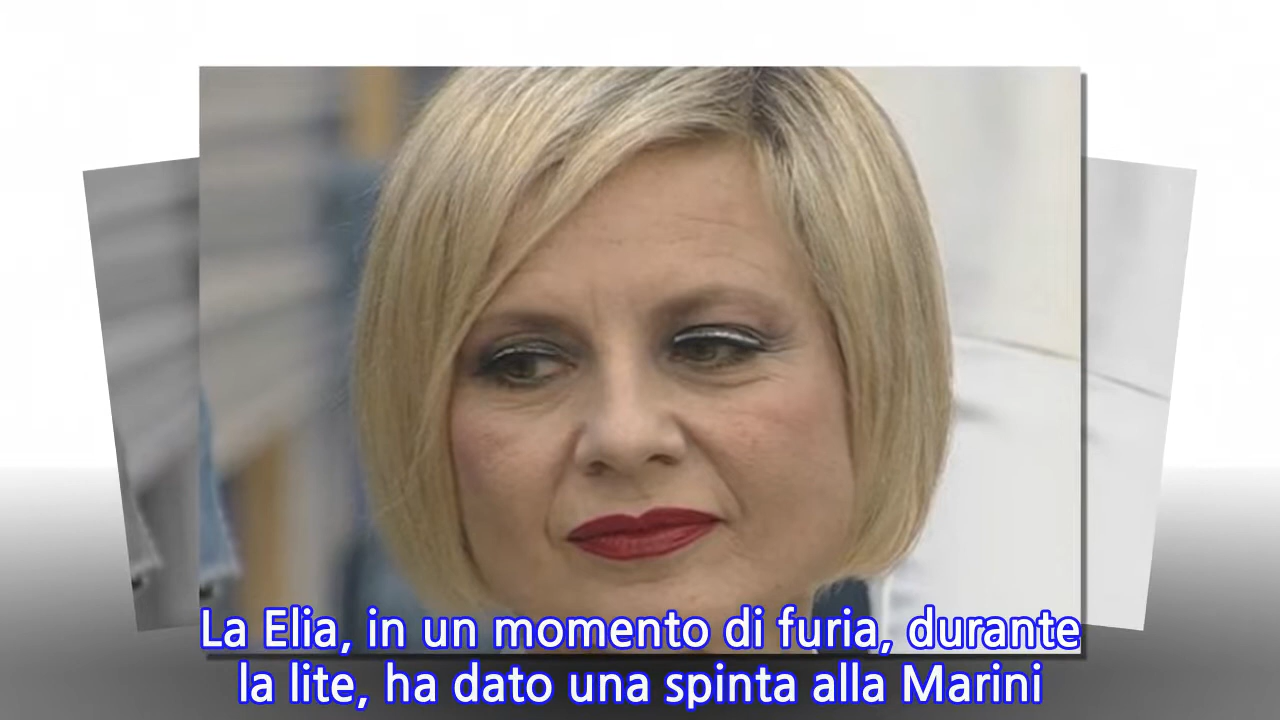 La Elia, in un momento di furia, durante
la lite, ha dato una spinta alla Marini